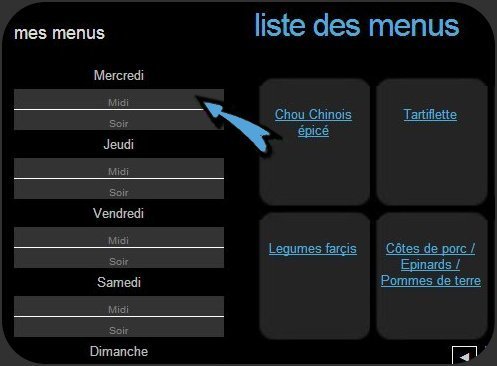 mes menus
Mercredi
Midi
Soir
Jeudi
Midi
Soir
Vendredi
Midi
Soir
Samedi
Midi
Soir
Dimanche
liste des menus
Chou Chinois
épicé
Tartiflette
Legumes farçis
Côtes de porc /
Epinards /
Pommes de terre